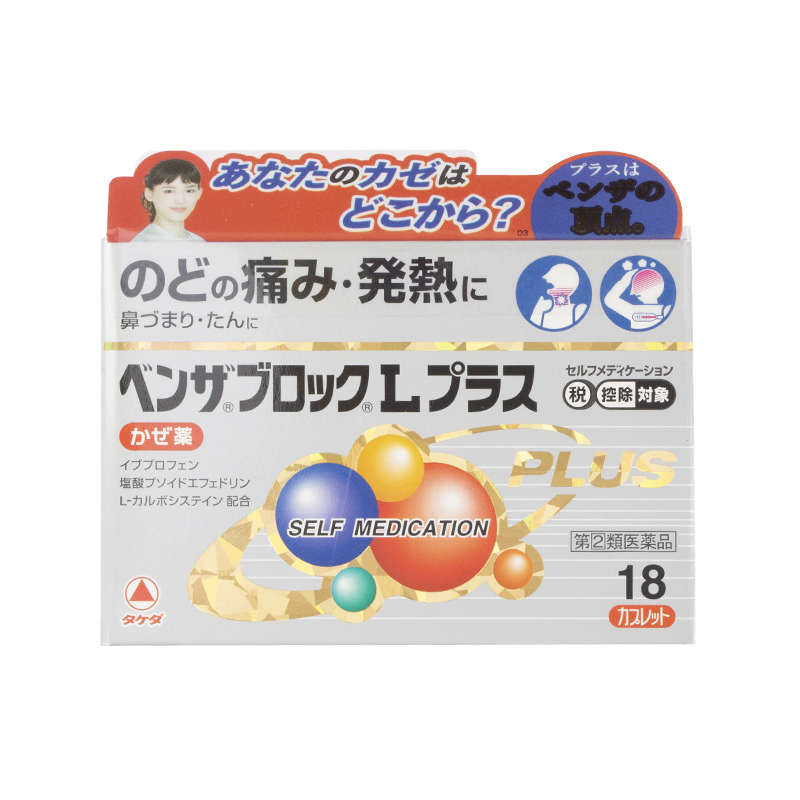 あなたのカゼは
どこから?
D3
プラスは
ベンザの
頂点。
のどの痛み・発熱に
鼻づまり・たんに
ベンザ®ブロック®Lプラス
セルフメディケーション
税 控除 対象
かぜ薬
イブプロフェン
塩酸プソイドエフェドリン
L-カルボシステイン 配合
PLUS
SELF MEDICATION
第②類医薬品
18
カプレット
タケダ